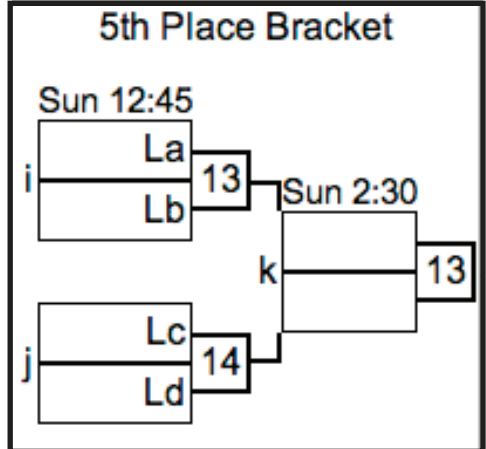 5th Place Bracket
Sun 12:45
La
i
13
Lb
Sun 2:30
k
13
Lc
j
14
Ld